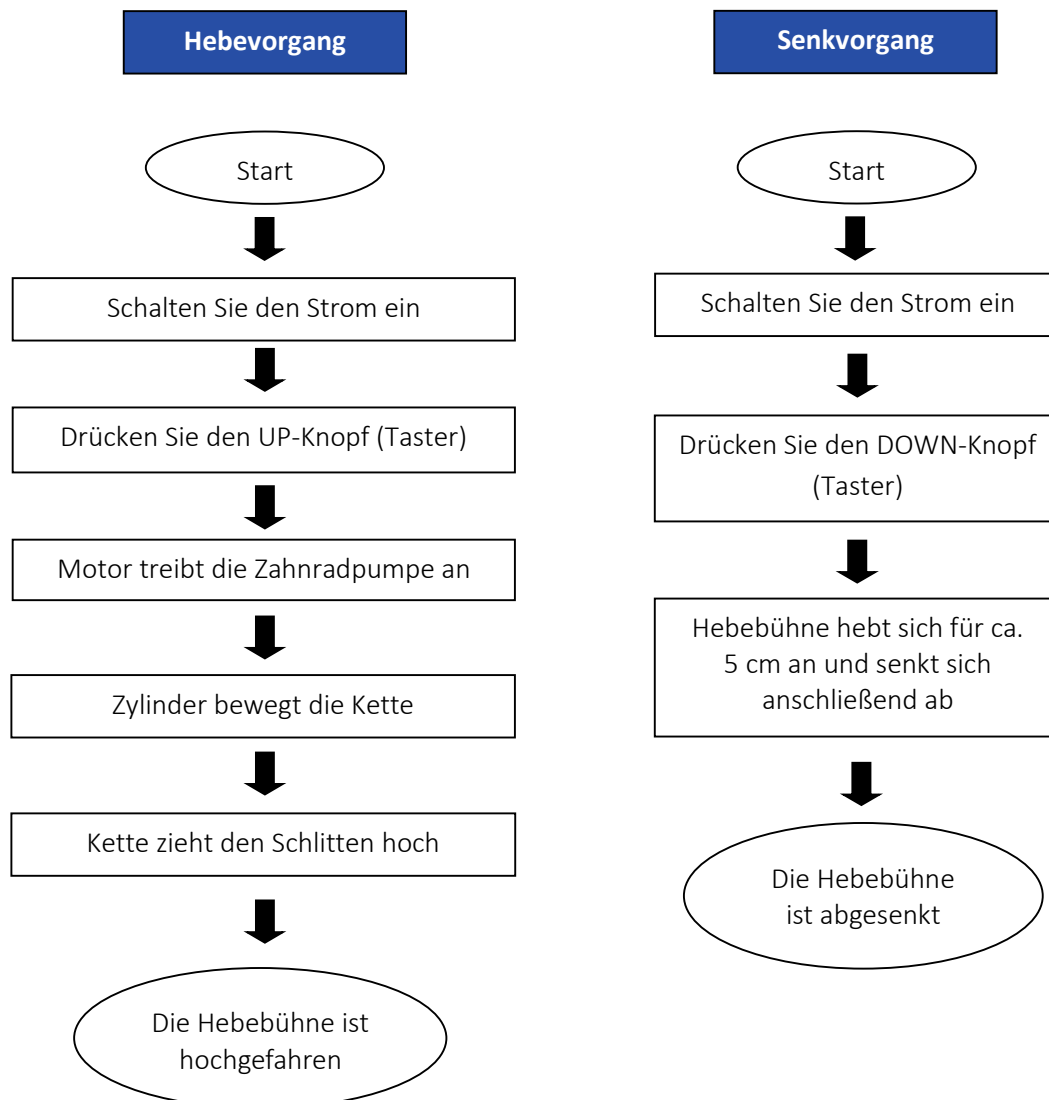 Hebevorgang
Start
Schalten Sie den Strom ein
Drücken Sie den UP-Knopf (Taster)
Motor treibt die Zahnradpumpe an
Zylinder bewegt die Kette
Kette zieht den Schlitten hoch
Die Hebebühne ist
hochgefahren
Senkvorgang
Start
Schalten Sie den Strom ein
Drücken Sie den DOWN-Knopf
(Taster)
Hebebühne hebt sich für ca.
5 cm an und senkt sich
anschließend ab
Die Hebebühne
ist abgesenkt